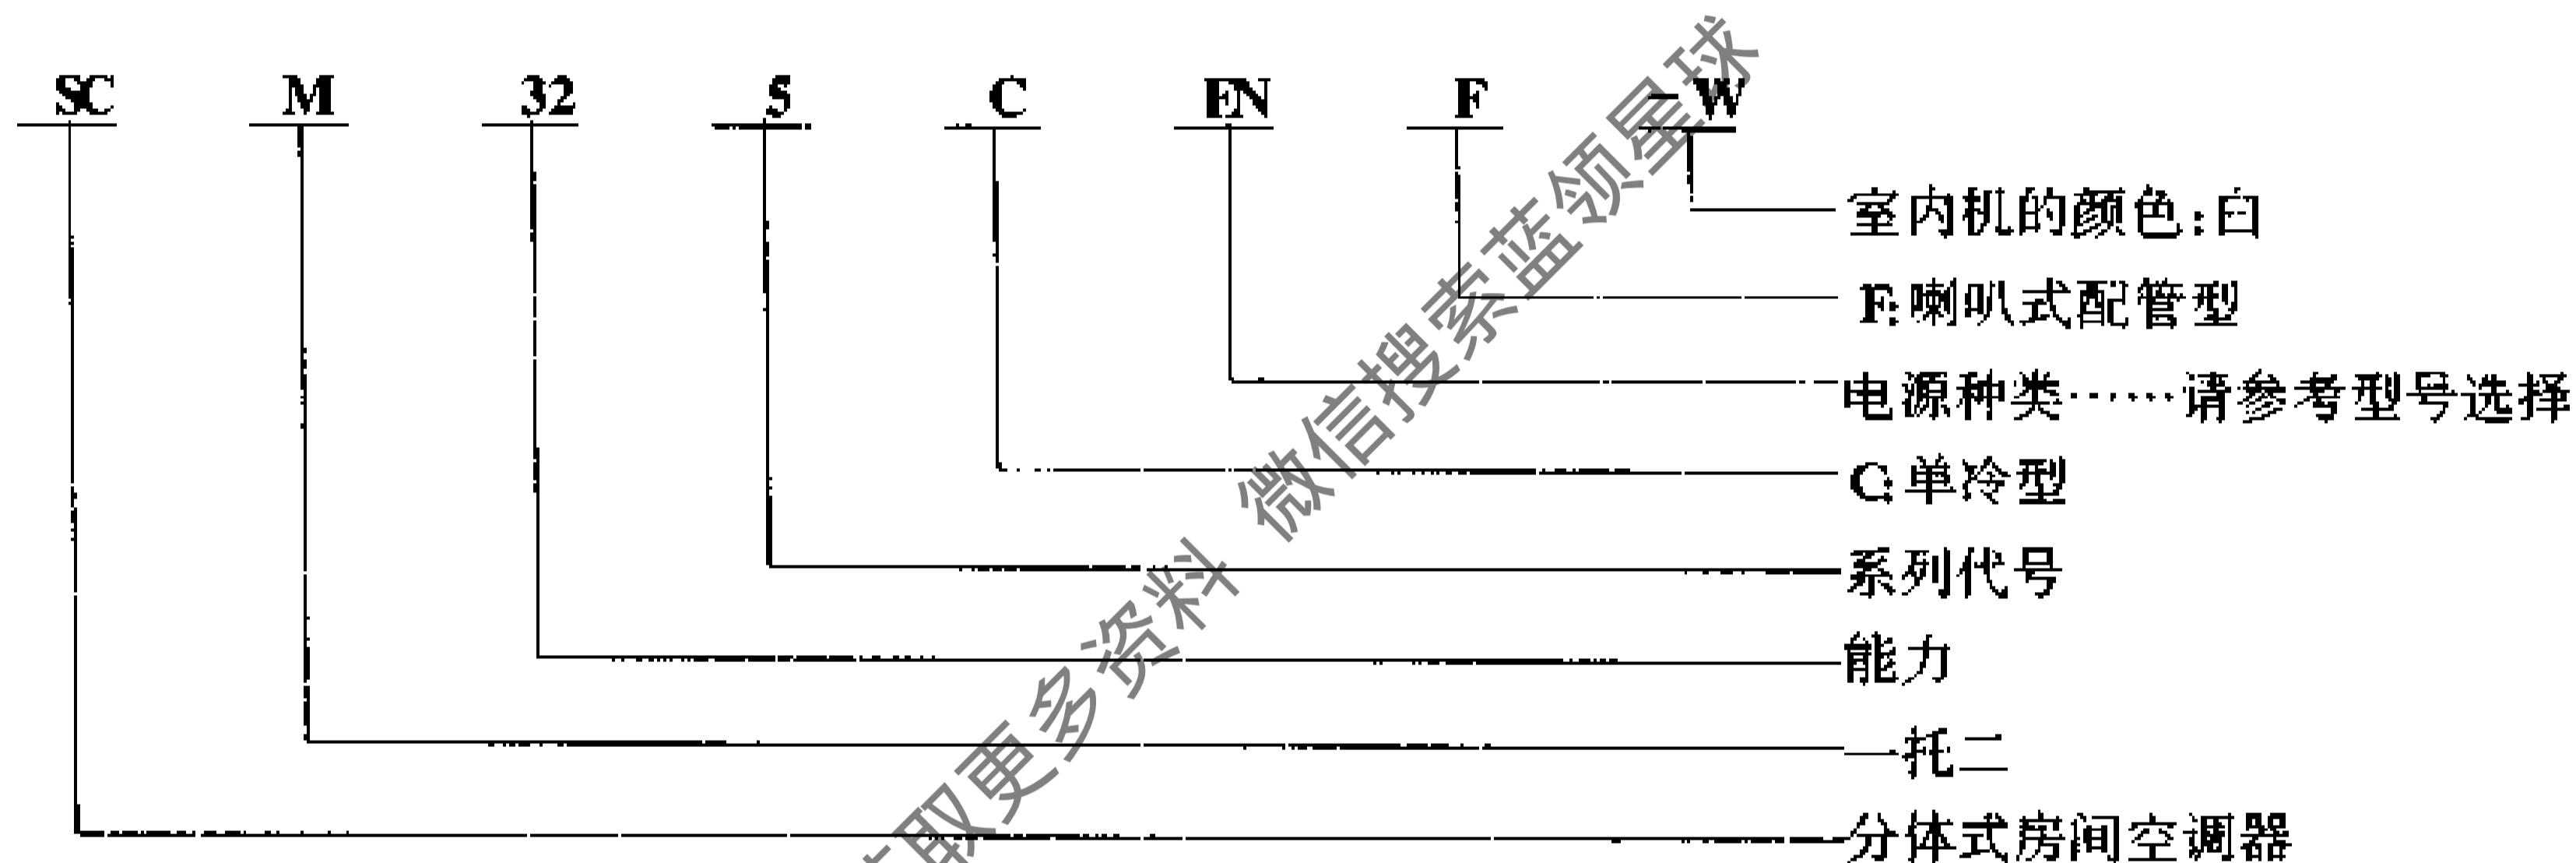 SC M 32 5 C EN F -W
室内机的颜色:白
F:喇叭式配管型
电源种类……请参考型号选择
C:单冷型
系列代号
能力
一托二
分体式房间空调器
取更多资料 微信搜索蓝领星球